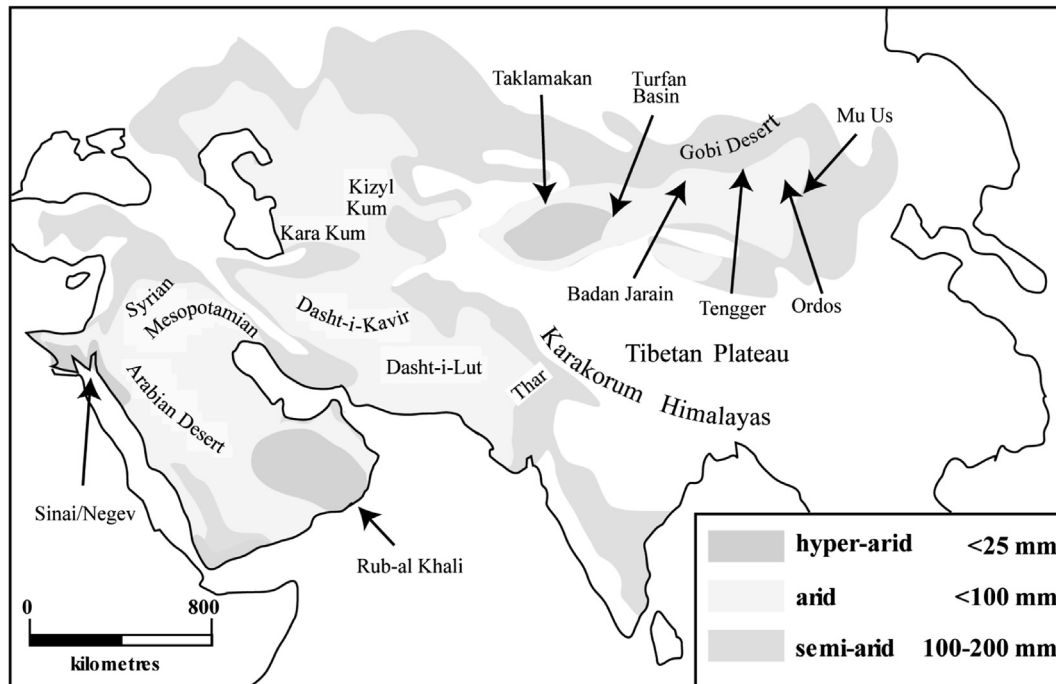 Taklamakan
Turfan
Basin
Mu Us
Gobi Desert
Kizyl
Kum
Kara Kum
Badan Jarain
Tengger
Ordos
Syrian
Mesopotamian
Dasht-i-Kavir
Dasht-i-Lut
Tibetan Plateau
Karakorum Himalayas
Thar
Arabian Desert
Sinai/Negev
Rub-al Khali
0 800
kilometres
hyper-arid <25 mm
arid <100 mm
semi-arid 100-200 mm